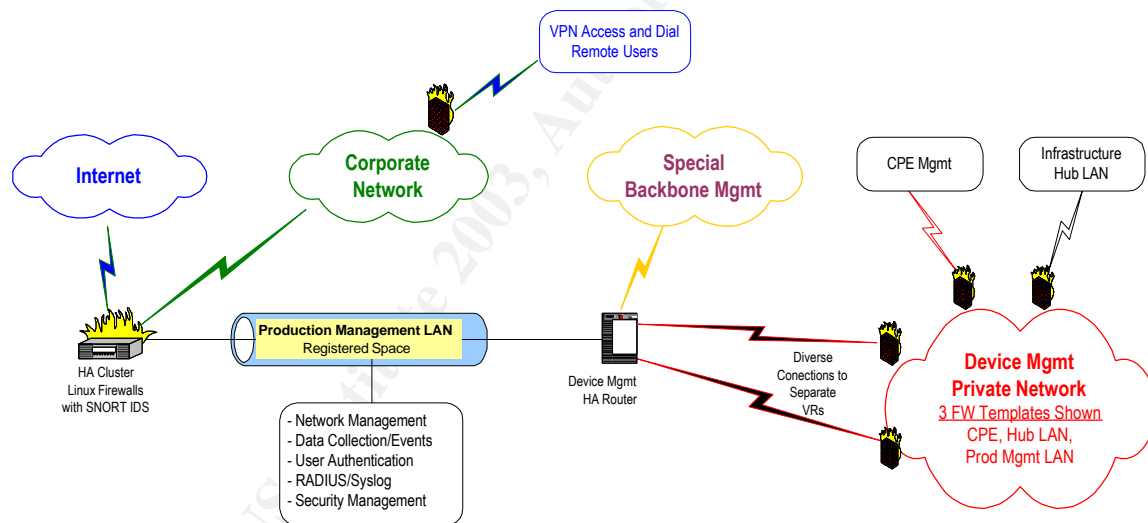 VPN Access and Dial
Remote Users
Internet
Corporate
Network
Special
Backbone Mgmt
CPE Mgmt
Infrastructure
Hub LAN
HA Cluster
Linux Firewalls
with SNORT IDS
Production Management LAN
Registered Space
- Network Management
- Data Collection/Events
- User Authentication
- RADIUS/Syslog
- Security Management
Device Mgmt
HA Router
Diverse
Conections to
Separate
VRs
Device Mgmt
Private Network
3 FW Templates Shown
CPE, Hub LAN,
Prod Mgmt LAN
2003,